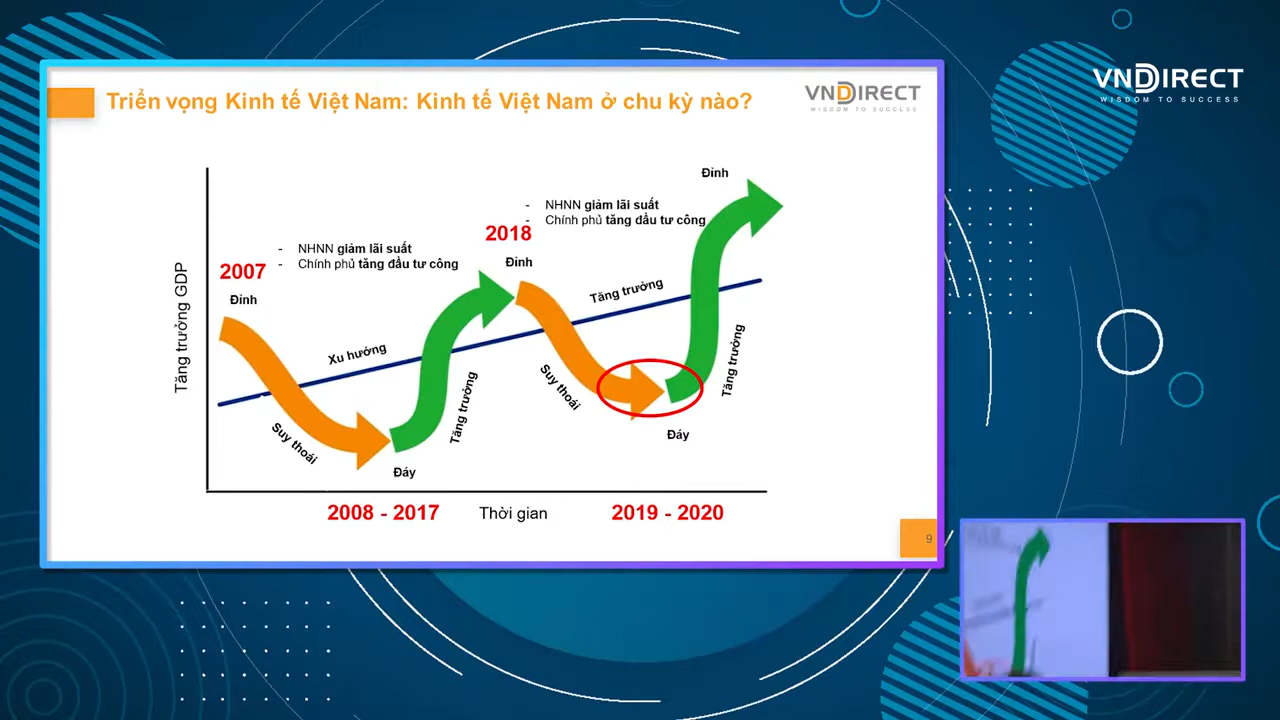 VNDIRECT
WISDOM TO SUCCESS
Triển vọng Kinh tế Việt Nam: Kinh tế Việt Nam ở chu kỳ nào?
VNDIRECT
WISDOM TO SUCCESS
Đỉnh
- NHNN giảm lãi suất
- Chính phủ tăng đầu tư công
2018
Đỉnh
- NHNN giảm lãi suất
- Chính phủ tăng đầu tư công
2007
Đỉnh
Tăng trưởng GDP
Xu hướng
Tăng trưởng
Suy thoái
Tăng trưởng
Suy thoái
Tăng trưởng
Đáy
Đáy
2008 - 2017
Thời gian
2019 - 2020
9